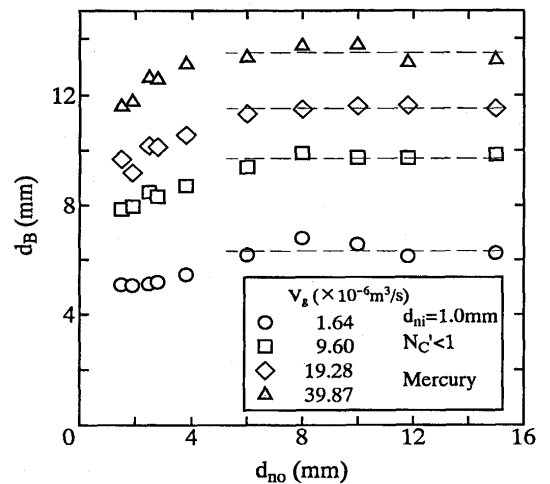 12
8
4
0
d_B (mm)
V_g (×10⁻⁶m³/s)
1.64
9.60
19.28
39.87
d_ni=1.0mm
N_C'<1
Mercury
0 4 8 12 16
d_no (mm)